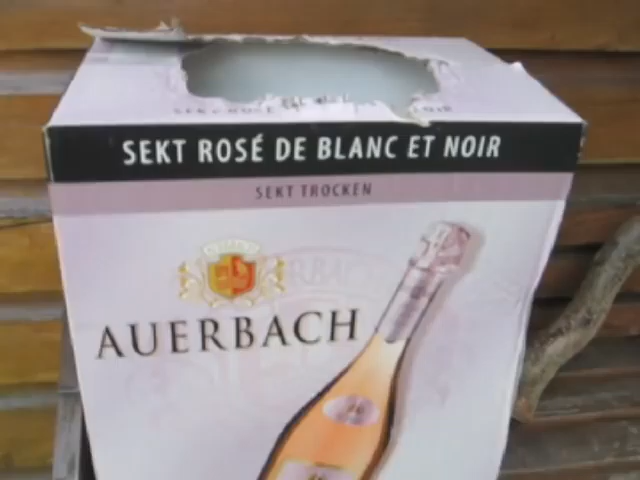 SEKT ROSÉ DE BLANC ET NOIR
SEKT TROCKEN
AUERBACH